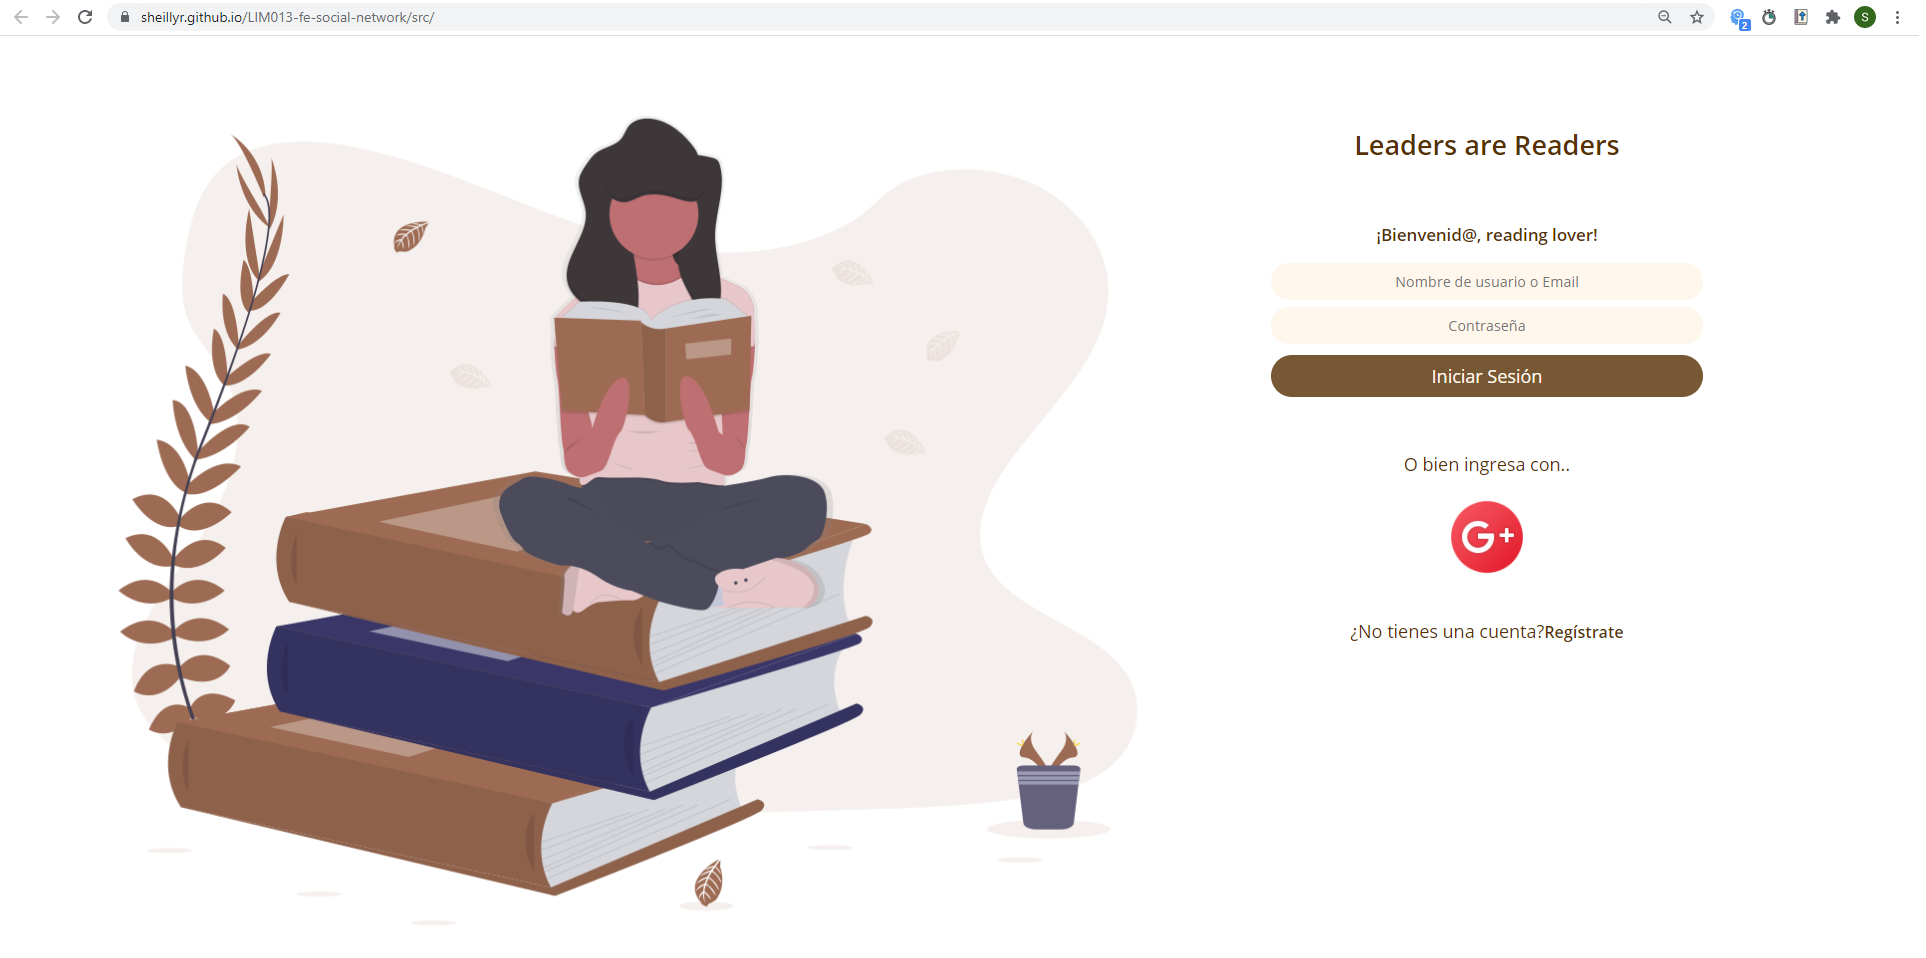 sheillyr.github.io/LIM013-fe-social-network/src/
2
S
Leaders are Readers
¡Bienvenid@, reading lover!
Nombre de usuario o Email
Contraseña
Iniciar Sesión
O bien ingresa con..
G+
¿No tienes una cuenta?Regístrate